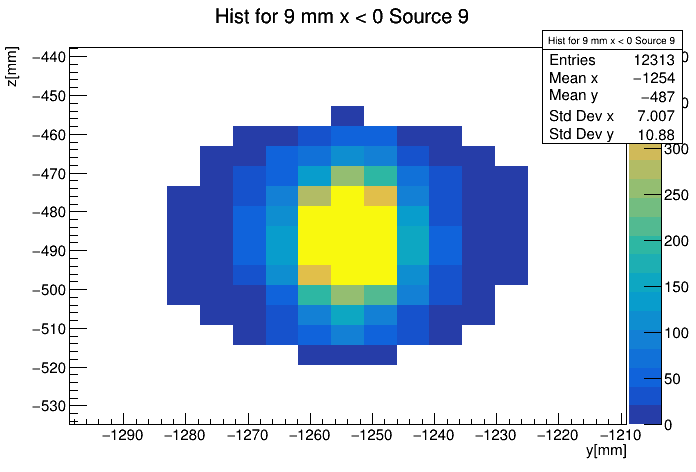 Hist for 9 mm x < 0 Source 9
Hist for 9 mm x < 0 Source 9
Entries 12313
Mean x −1254
Mean y −487
Std Dev x 7.007
Std Dev y 10.88
z[mm]
−440
−450
−460
−470
−480
−490
−500
−510
−520
−530
−1290 −1280 −1270 −1260 −1250 −1240 −1230 −1220 −1210
y[mm]
300
250
200
150
100
50
0